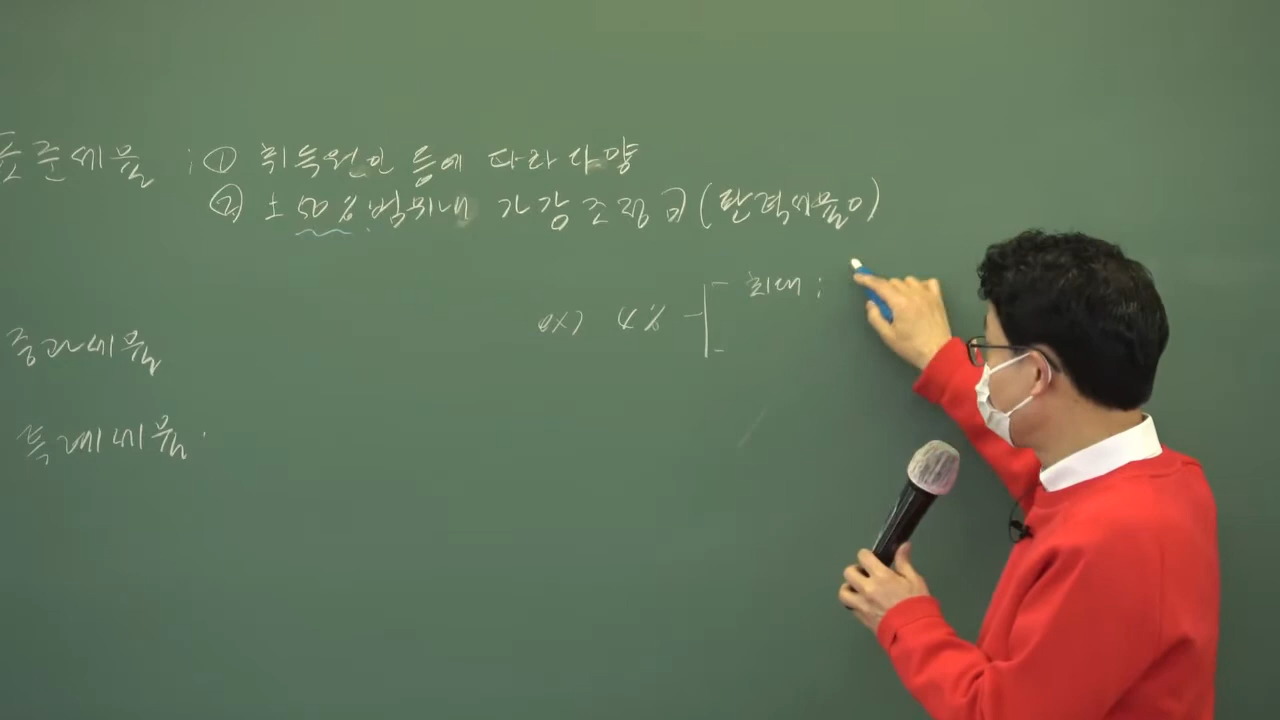 표준세율 : ① 취득원인 등에 따라 다양
② ±50% 범위내 가감조정 可 (탄력세율)
ex) 4% 최대 :
중과세율
특례세율.